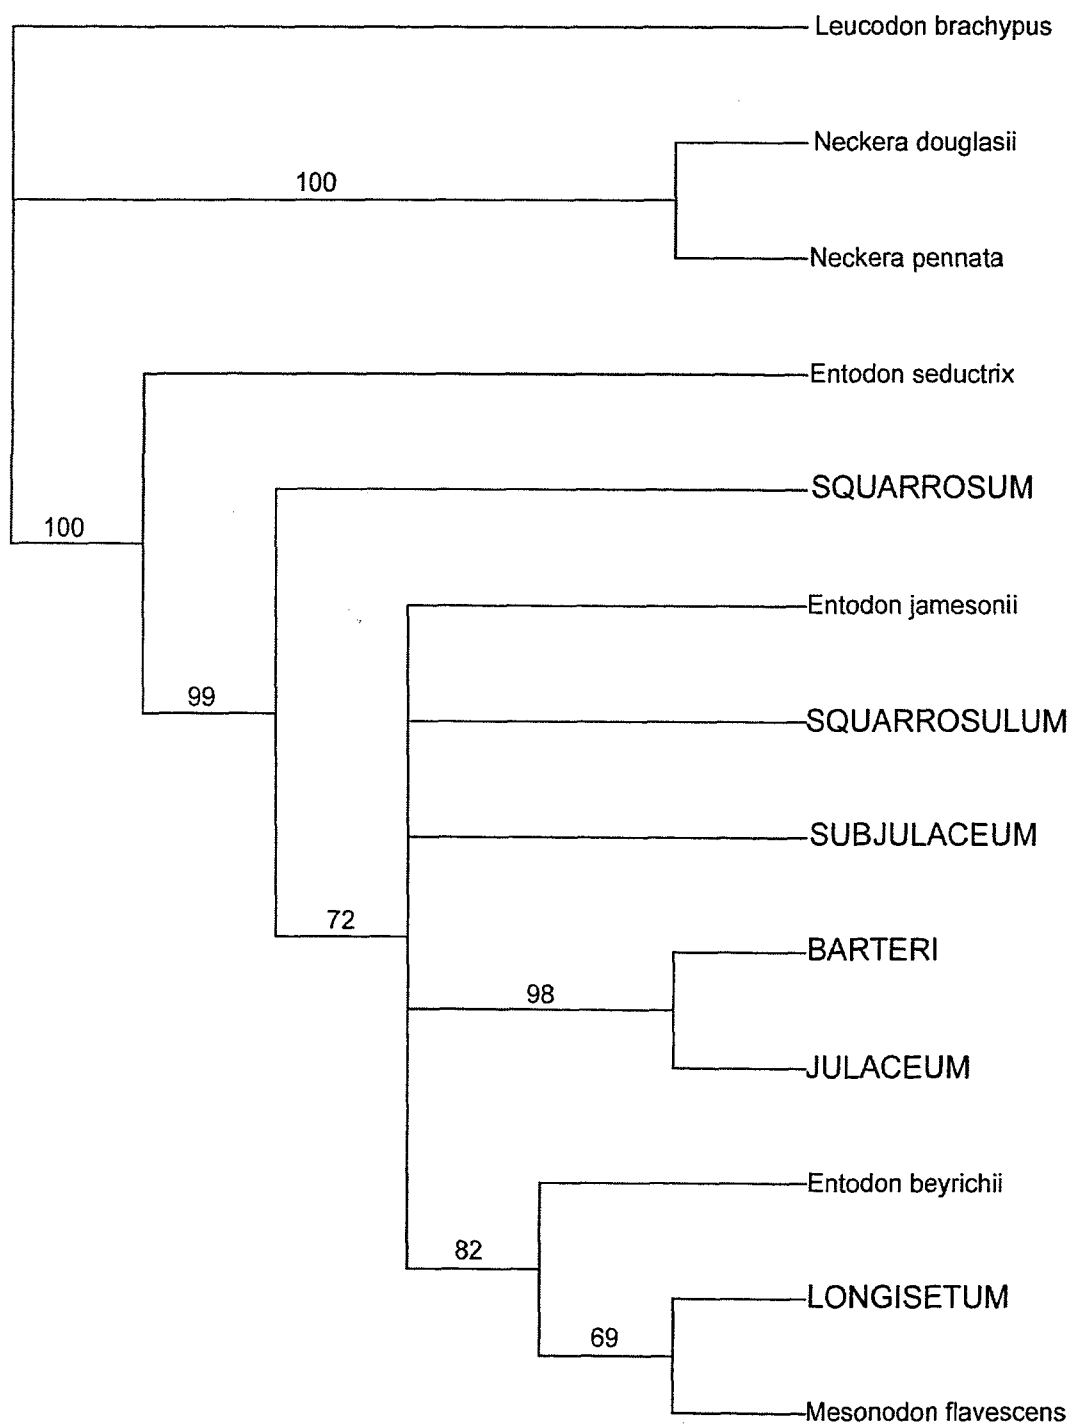 Leucodon brachypus
Neckera douglasii
100
Neckera pennata
Entodon seductrix
SQUARROSUM
100
Entodon jamesonii
99
SQUARROSULUM
SUBJULACEUM
72
BARTERI
98
JULACEUM
Entodon beyrichii
82
LONGISETUM
69
Mesonodon flavescens